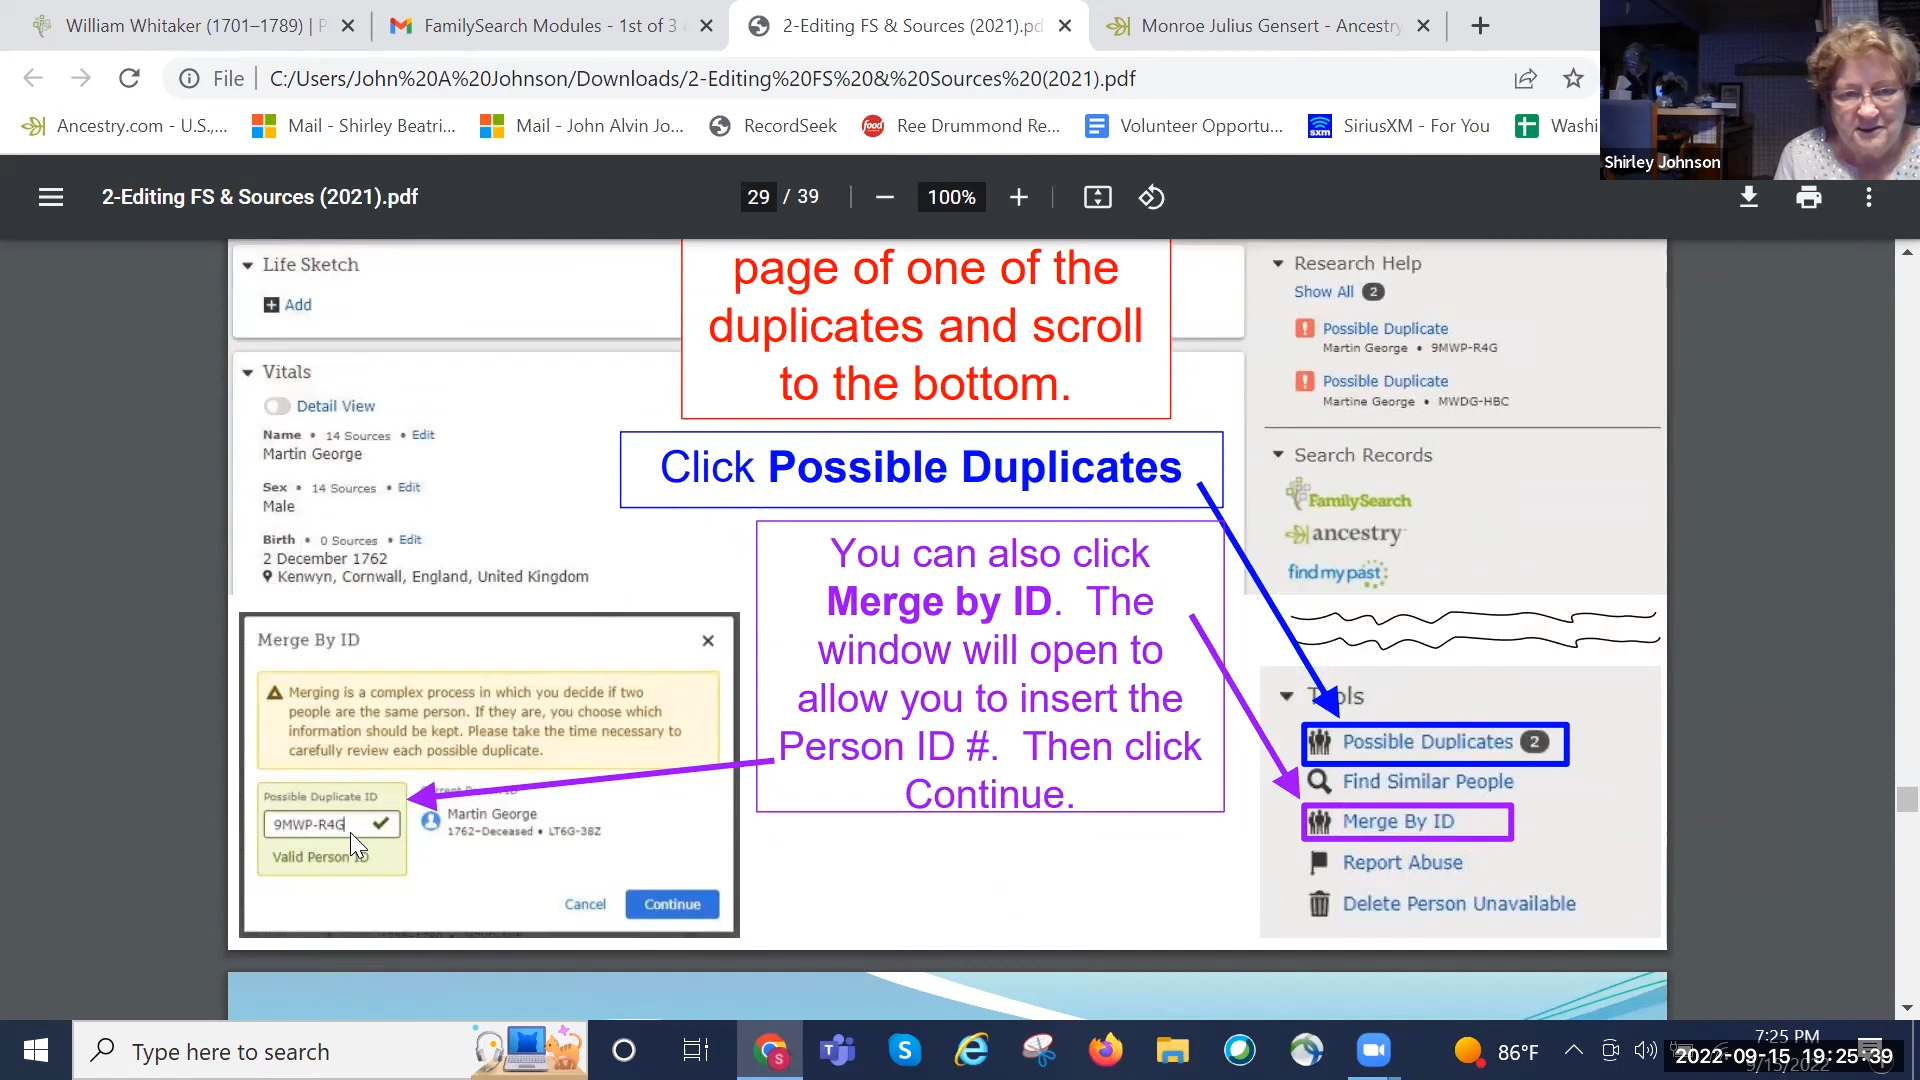 William Whitaker (1701–1789) | P
FamilySearch Modules - 1st of 3
2-Editing FS & Sources (2021).pd
Monroe Julius Gensert - Ancestry
File
C:/Users/John%20A%20Johnson/Downloads/2-Editing%20FS%20&%20Sources%20(2021).pdf
Ancestry.com - U.S.,...
Mail - Shirley Beatri...
Mail - John Alvin Jo...
RecordSeek
food
Ree Drummond Re...
Volunteer Opportu...
sxm
SiriusXM - For You
Washi
Shirley Johnson
2-Editing FS & Sources (2021).pdf
29 / 39
100%
Life Sketch
Add
page of one of the
duplicates and scroll
to the bottom.
Research Help
Show All 2
Possible Duplicate
Martin George • 9MWP-R4G
Possible Duplicate
Martine George • MWDG-HBC
Vitals
Detail View
Name • 14 Sources • Edit
Martin George
Sex • 14 Sources • Edit
Male
Birth • 0 Sources • Edit
2 December 1762
Kenwyn, Cornwall, England, United Kingdom
Click Possible Duplicates
You can also click
Merge by ID. The
window will open to
allow you to insert the
Person ID #. Then click
Continue.
Search Records
FamilySearch
ancestry
findmypast
Merge By ID
Merging is a complex process in which you decide if two
people are the same person. If they are, you choose which
information should be kept. Please take the time necessary to
carefully review each possible duplicate.
Possible Duplicate ID
9MWP-R4G
Valid Person ID
Martin George
1762–Deceased • LT6G-38Z
Cancel
Continue
Tools
Possible Duplicates 2
Find Similar People
Merge By ID
Report Abuse
Delete Person Unavailable
Type here to search
S
86°F
7:25 PM
9/15/2022
2022-09-15 19:25:39